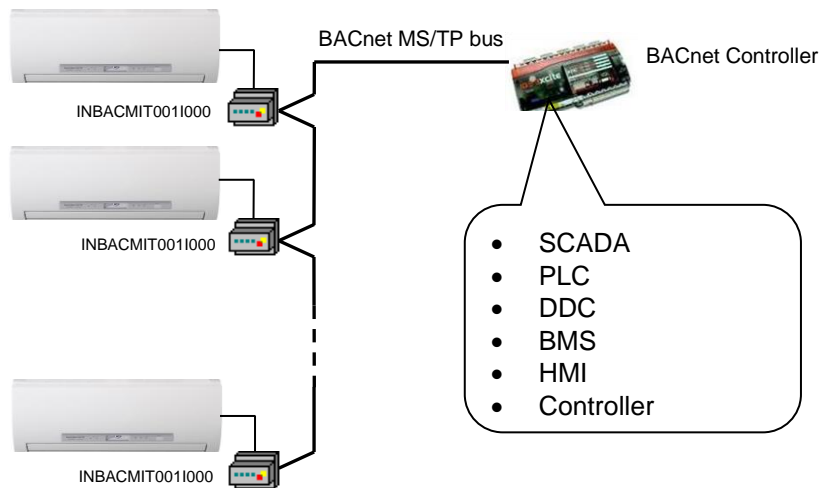 BACnet MS/TP bus
BACnet Controller
INBACMIT001I000
INBACMIT001I000
• SCADA
• PLC
• DDC
• BMS
• HMI
• Controller
INBACMIT001I000